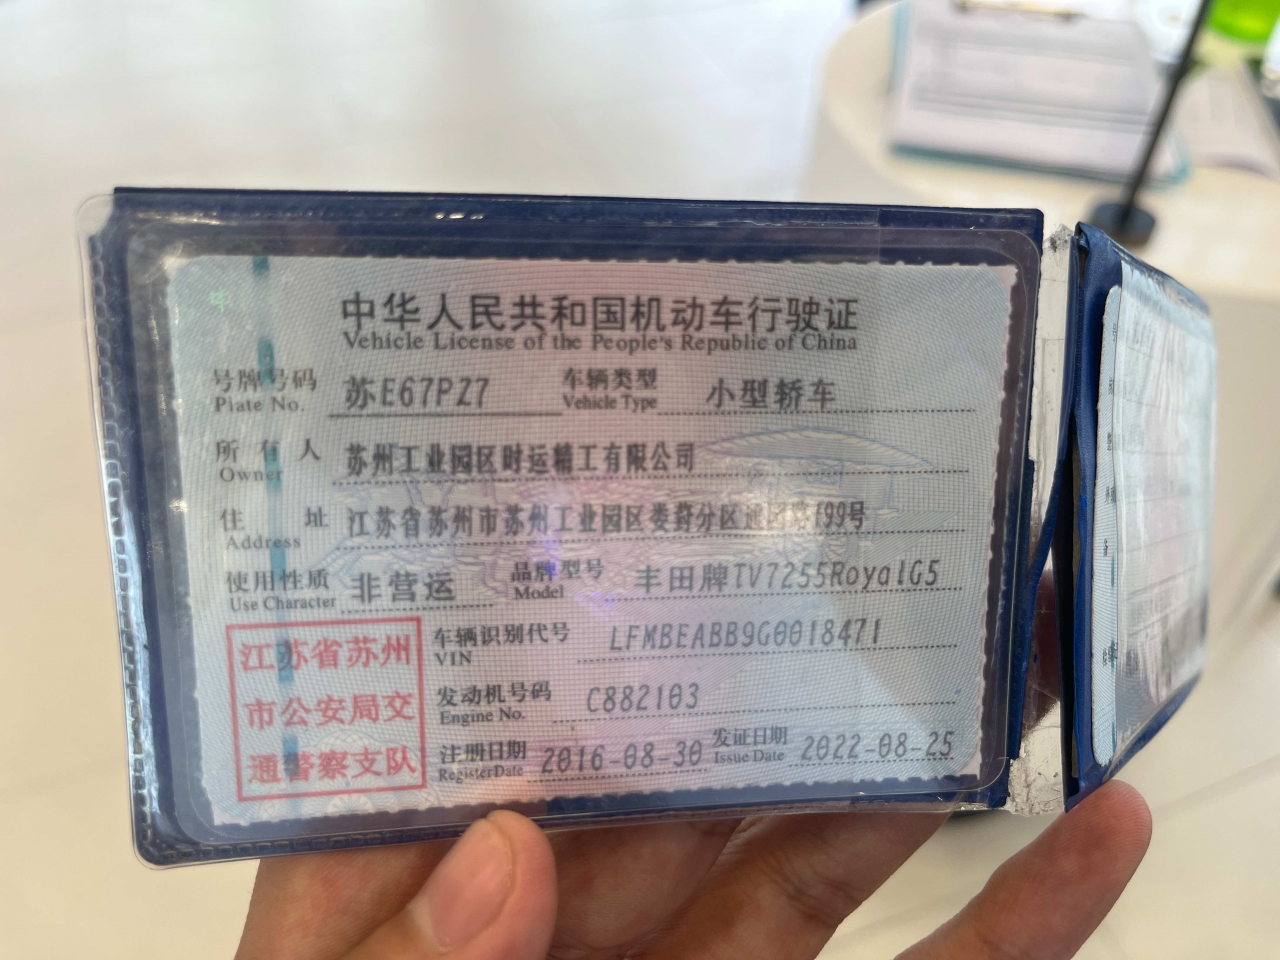 中华人民共和国机动车行驶证
Vehicle License of the People's Republic of China
号牌号码 苏E67PZ7 车辆类型 小型轿车
Plate No. Vehicle Type
所有人 苏州工业园区时运精工有限公司
Owner
住址 江苏省苏州市苏州工业园区娄葑分区 路199号
Address
使用性质 非营运 品牌型号 丰田牌TV7255RoyalG5
Use Character Model
江苏省苏州
市公安局交
通警察支队
车辆识别代号 LFMBEABB9G0018471
VIN
发动机号码 C882103
Engine No.
注册日期 2016-08-30 发证日期 2022-08-25
Register Date Issue Date